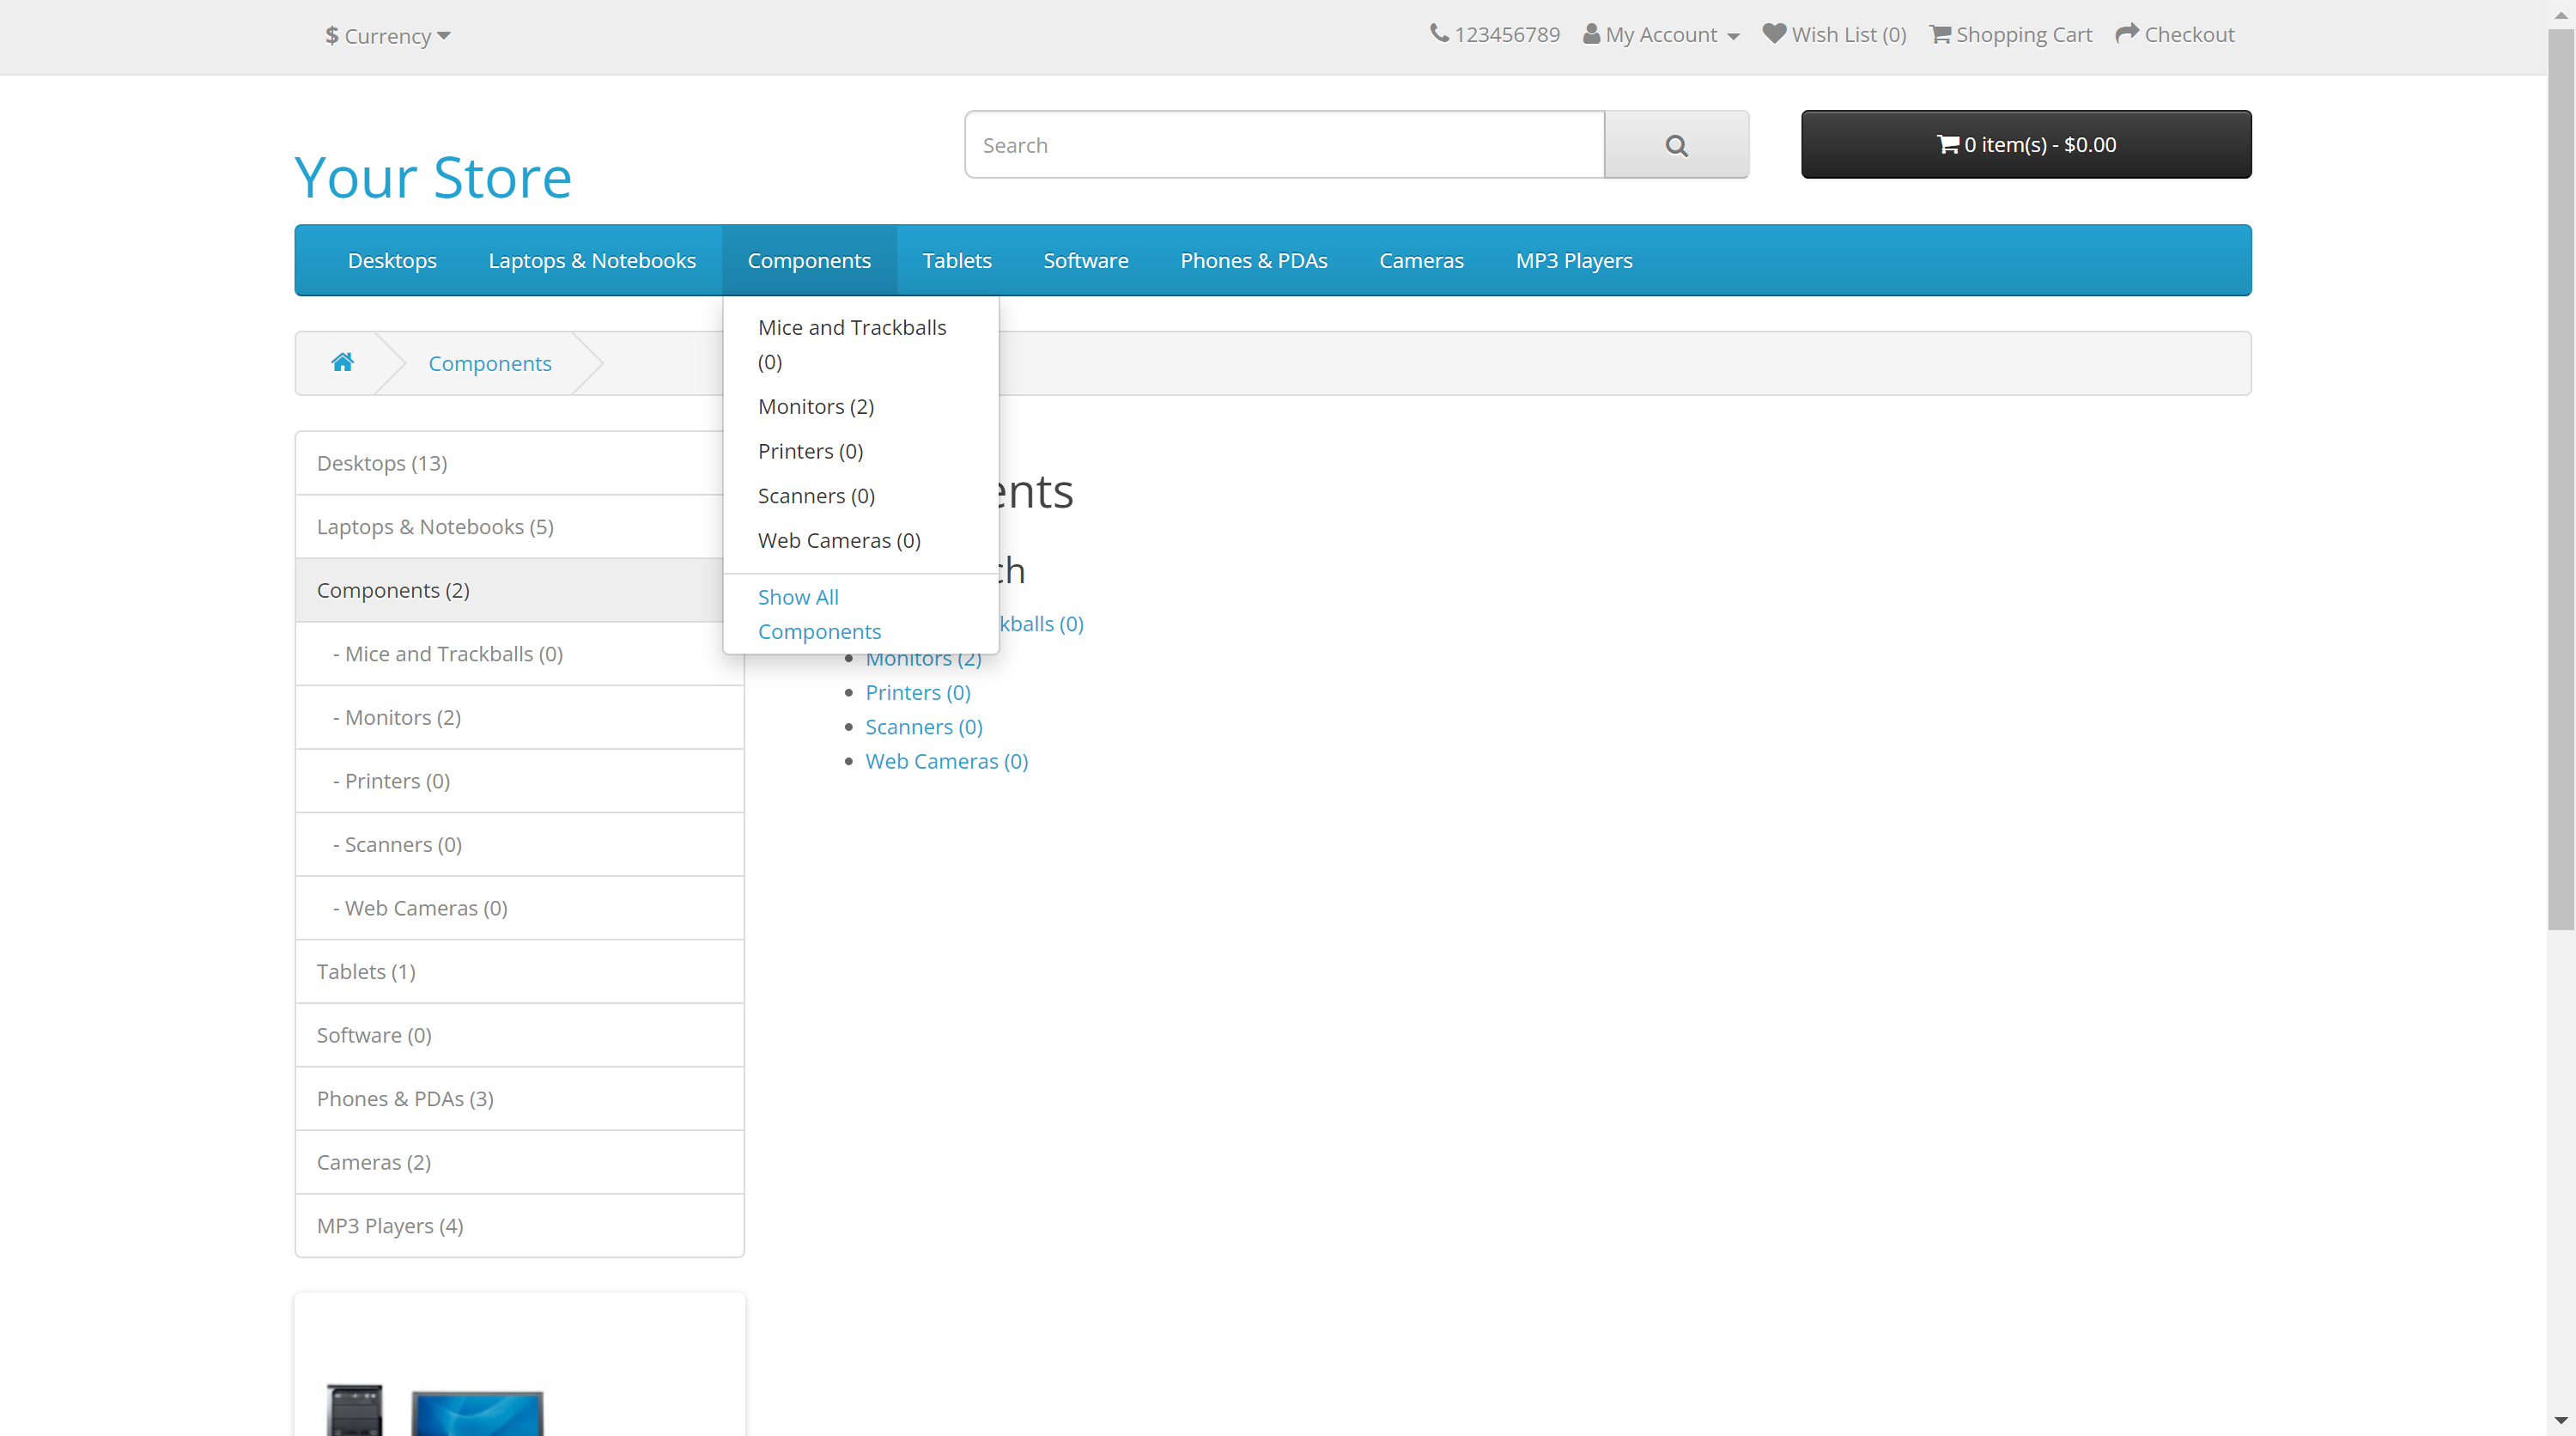 $ Currency
123456789 My Account Wish List (0) Shopping Cart Checkout
Your Store
Search
0 item(s) - $0.00
Desktops Laptops & Notebooks Components Tablets Software Phones & PDAs Cameras MP3 Players
Mice and Trackballs
(0)
Monitors (2)
Printers (0)
Scanners (0)
Web Cameras (0)
Show All
Components
Components
Desktops (13)
Laptops & Notebooks (5)
Components (2)
- Mice and Trackballs (0)
- Monitors (2)
- Printers (0)
- Scanners (0)
- Web Cameras (0)
Tablets (1)
Software (0)
Phones & PDAs (3)
Cameras (2)
MP3 Players (4)
ents
ch
kballs (0)
Monitors (2)
Printers (0)
Scanners (0)
Web Cameras (0)